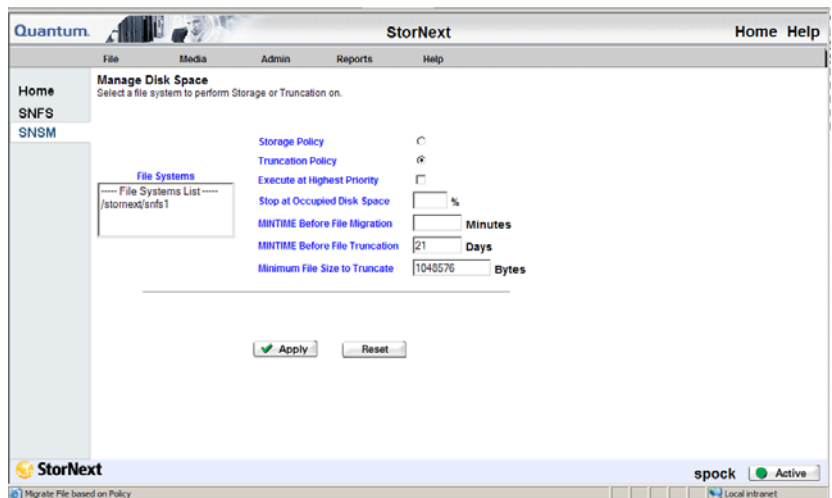 Quantum. StorNext Home Help
File Media Admin Reports Help
Home
SNFS
SNSM
Manage Disk Space
Select a file system to perform Storage or Truncation on.
File Systems
----- File Systems List -----
/stornext/snfs1
Storage Policy
Truncation Policy
Execute at Highest Priority
Stop at Occupied Disk Space %
MINTIME Before File Migration Minutes
MINTIME Before File Truncation 21 Days
Minimum File Size to Truncate 1048576 Bytes
Apply Reset
StorNext spock Active
Migrate File based on Policy Local intranet